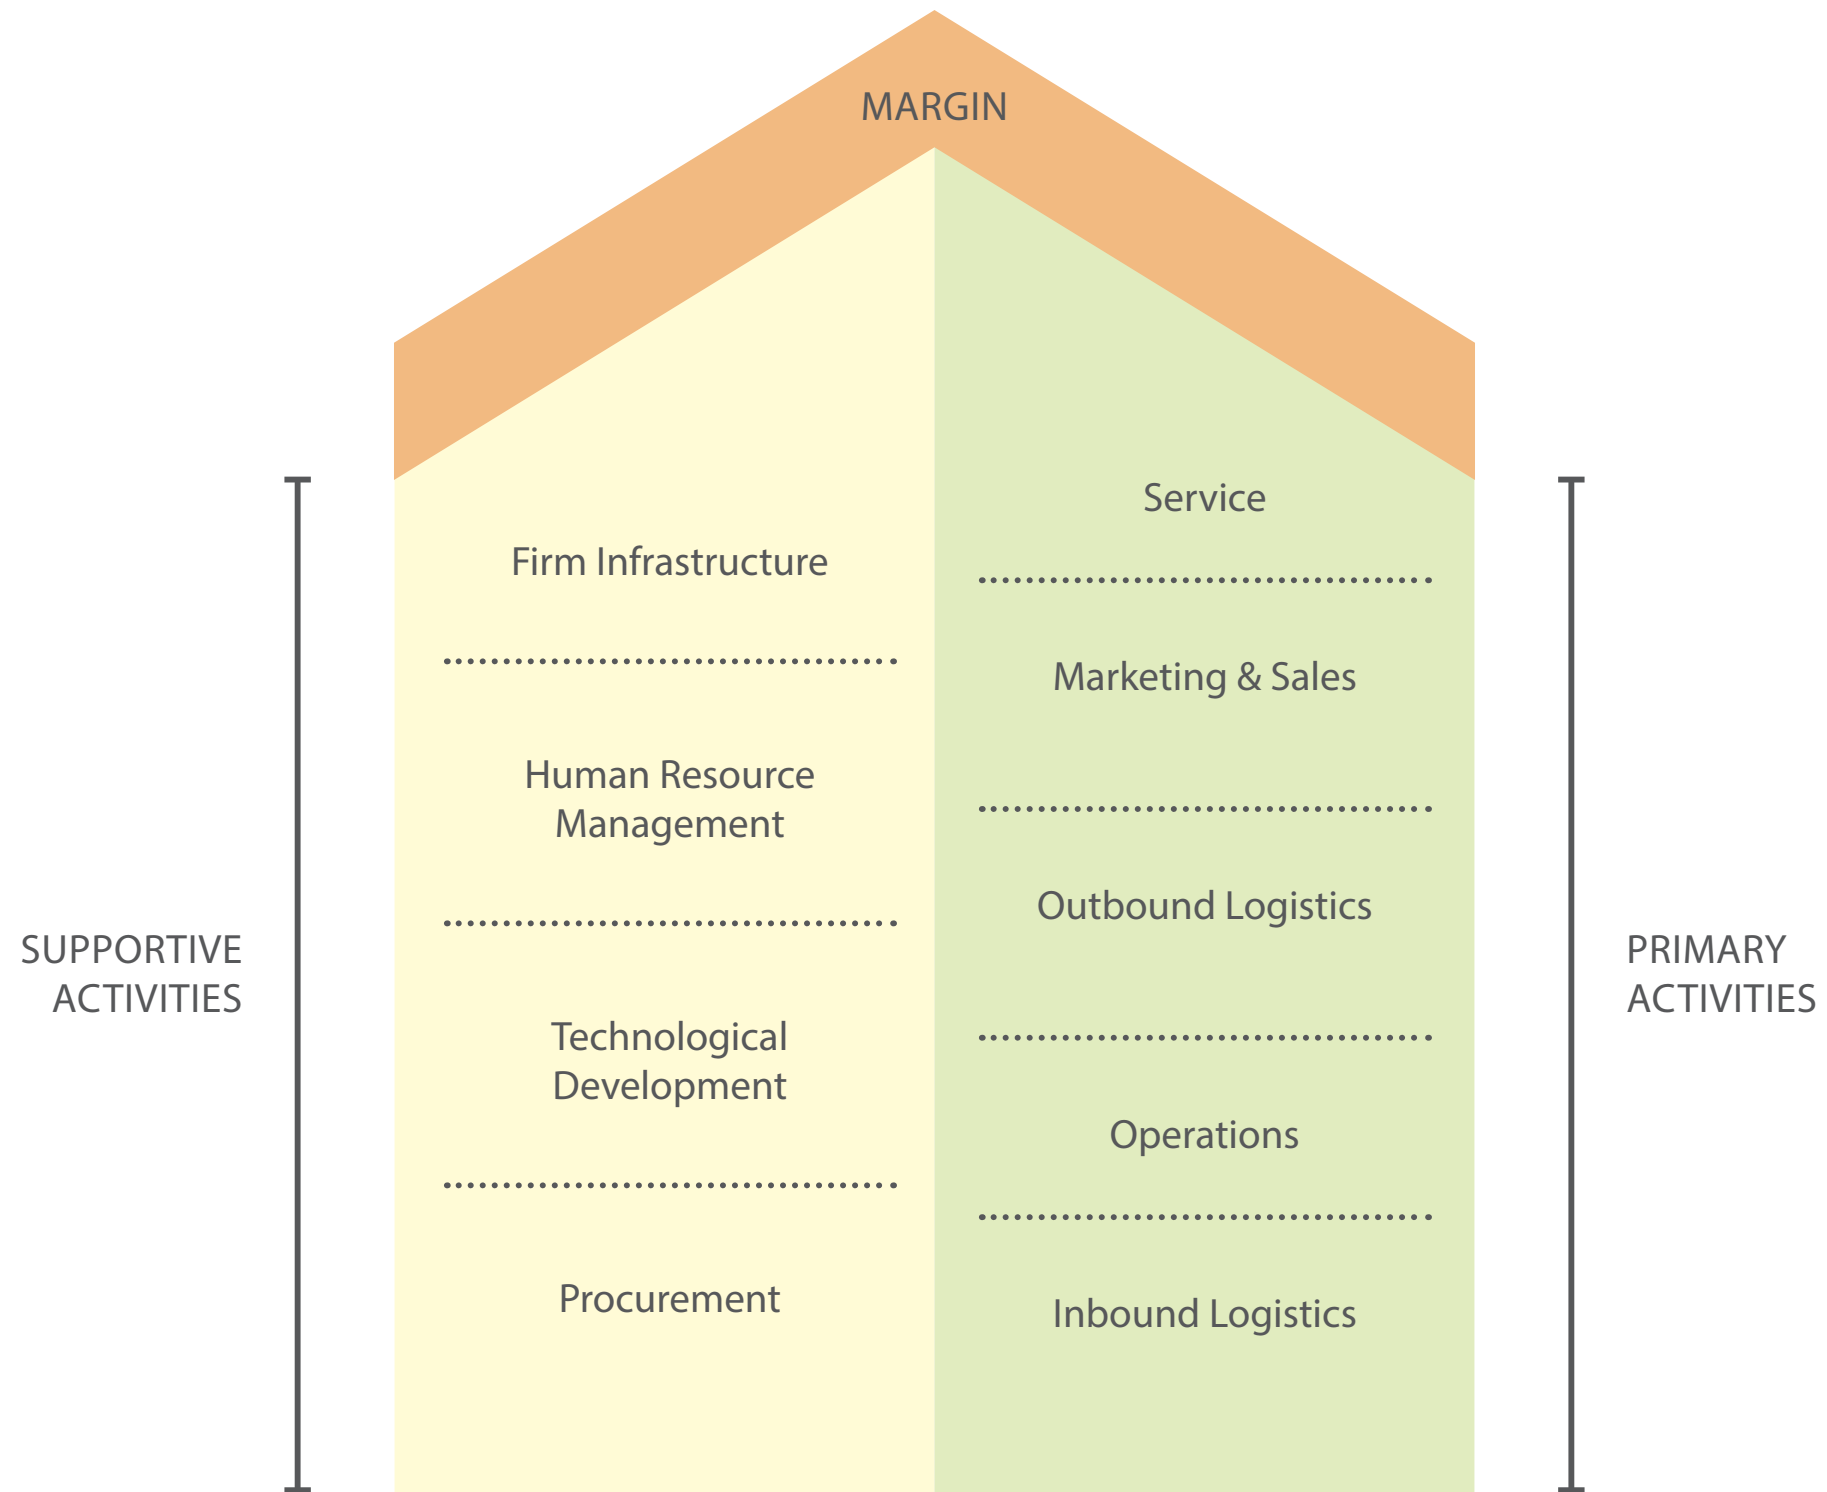 MARGIN
SUPPORTIVE
ACTIVITIES
Firm Infrastructure
Human Resource
Management
Technological
Development
Procurement
Service
Marketing & Sales
Outbound Logistics
Operations
Inbound Logistics
PRIMARY
ACTIVITIES